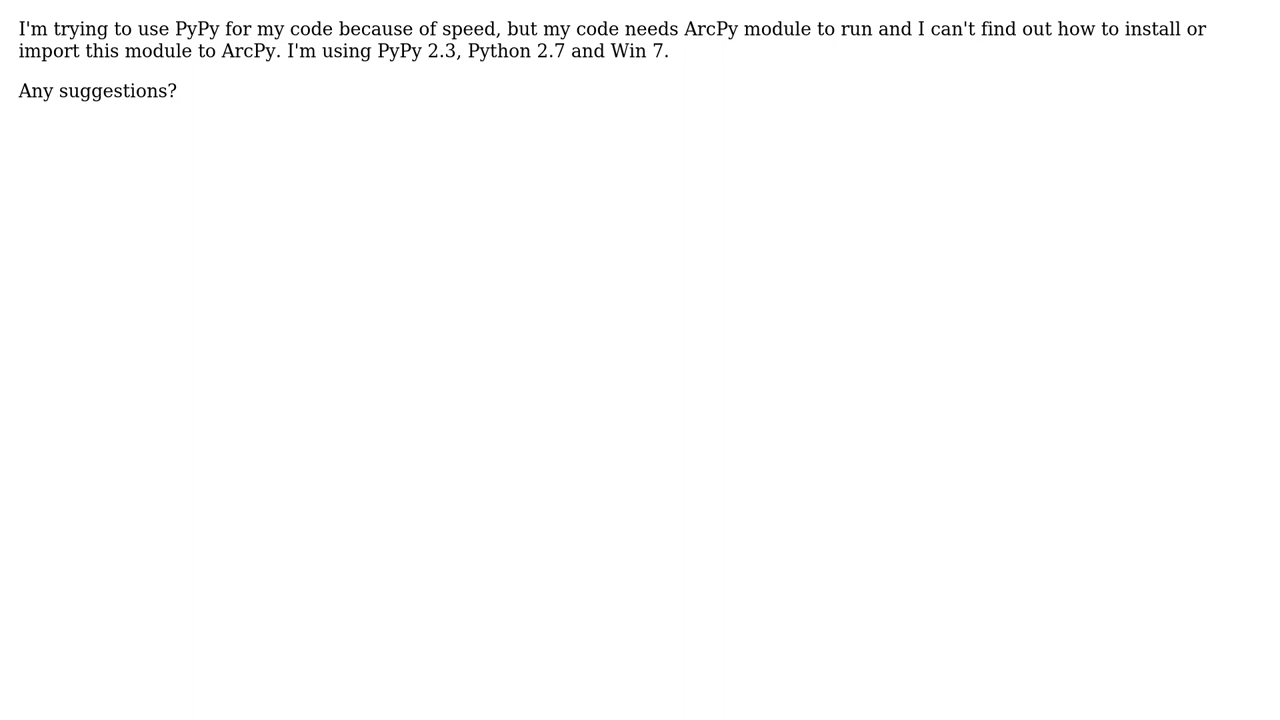 I'm trying to use PyPy for my code because of speed, but my code needs ArcPy module to run and I can't find out how to install or
import this module to ArcPy. I'm using PyPy 2.3, Python 2.7 and Win 7.
Any suggestions?